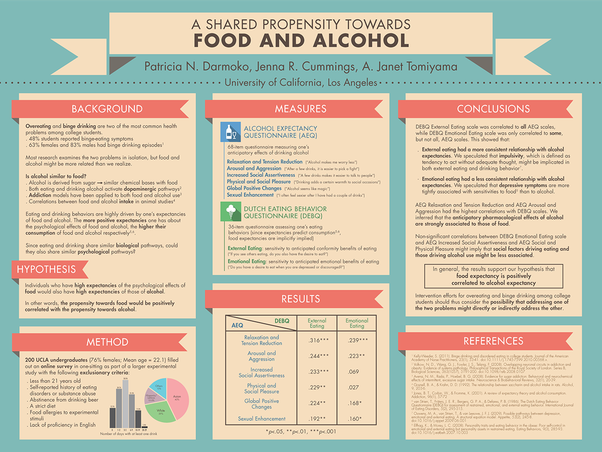 A SHARED PROPENSITY TOWARDS
FOOD AND ALCOHOL
Patricia N. Darmoko, Jenna R. Cummings, A. Janet Tomiyama
University of California, Los Angeles
BACKGROUND
Overeating and binge drinking are two of the most common health
problems among college students.
48% students reported binge-eating symptoms
63% females and 83% males had binge drinking episodes
Most research examines the two problems in isolation, but food and
alcohol might be more related than we realize.
Is alcohol similar to food?
Alcohol is derived from sugar → similar chemical bases with food
Both eating and drinking alcohol activate dopaminergic pathways
Addiction models have been applied to both food and alcohol use
Correlations between food and alcohol intake in animal studies
Eating and drinking are highly driven by one's expectancies
of food and alcohol. The more positive expectancies one has about
the psychological effects of food and alcohol, the higher their
consumption of food and alcohol respectively
Since eating and drinking share similar biological pathways, could
they also share similar psychological pathways?
HYPOTHESIS
Individuals who have high expectancies of the psychological effects of
food would also have high expectancies of those of alcohol.
In other words, the propensity towards food would be positively
correlated with the propensity towards alcohol.
METHOD
200 UCLA undergraduates (76% females; Mean age = 22.1) filled
out an online survey in one-sitting as part of a larger experimental
study with the following exclusionary criteria:
Less than 21 years old
Self-reported history of eating
disorders or substance abuse
Abstinence from drinking beer
A strict diet
Food allergies to experimental
stimuli
Lack of proficiency in English
Number of days with at least one drink
MEASURES
ALCOHOL EXPECTANCY
QUESTIONNAIRE (AEQ)
68-item questionnaire measuring one's
anticipatory effects of drinking alcohol
Relaxation and Tension Reduction ("Alcohol makes me worry less")
Arousal and Aggression ("After a few drinks, it is easier to pick a fight")
Increased Social Assertiveness ("A few drinks makes it easier to talk to people")
Physical and Social Pressure ("Drinking adds a certain warmth to social occasions")
Global Positive Changes ("Alcohol seems like magic")
Sexual Enhancement ("I often feel sexier after I have had a couple of drinks")
DUTCH EATING BEHAVIOR
QUESTIONNAIRE (DEBQ)
36-item questionnaire assessing one's eating
behaviors (since expectancies predict consumption
food expectancies are implicitly implied)
External Eating: sensitivity to anticipated conformity benefits of eating
("If you see others eating, do you also have the desire to eat?")
Emotional Eating: sensitivity to anticipated emotional benefits of eating
("Do you have a desire to eat when you are depressed or discouraged?")
RESULTS
DEBQ External Eating Emotional Eating
AEQ
Relaxation and Tension Reduction .316*** .239***
Arousal and Aggression .244*** .223**
Increased Social Assertiveness .233*** .069
Physical and Social Pressure .229** .027
Global Positive Changes .224** .168*
Sexual Enhancement .192** .160*
*p<.05, **p<.01, ***p<.001
CONCLUSIONS
DEBQ External Eating scale was correlated to all AEQ scales,
while DEBQ Emotional Eating scale was only correlated to some,
but not all, AEQ scales. This showed that:
External eating had a more consistent relationship with alcohol
expectancies. We speculated that impulsivity, which is defined as
tendency to act without adequate thought, might be implicated in
both external eating and drinking behavior
Emotional eating had a less consistent relationship with alcohol
expectancies. We speculated that depressive symptoms are more
tightly associated with sensitivities to food than to alcohol.
AEQ Relaxation and Tension Reduction and AEQ Arousal and
Aggression had the highest correlations with DEBQ scales. We
inferred that the anticipatory pharmacological effects of alcohol
are strongly associated to those of food.
Non-significant correlations between DEBQ Emotional Eating scale
and AEQ Increased Social Assertiveness and AEQ Social and
Physical Pressure might imply that social factors driving eating and
those driving alcohol use might be less associated.
In general, the results support our hypothesis that
food expectancy is positively
correlated to alcohol expectancy
Intervention efforts for overeating and binge drinking among college
students should thus consider the possibility that addressing one of
the two problems might directly or indirectly address the other.
REFERENCES